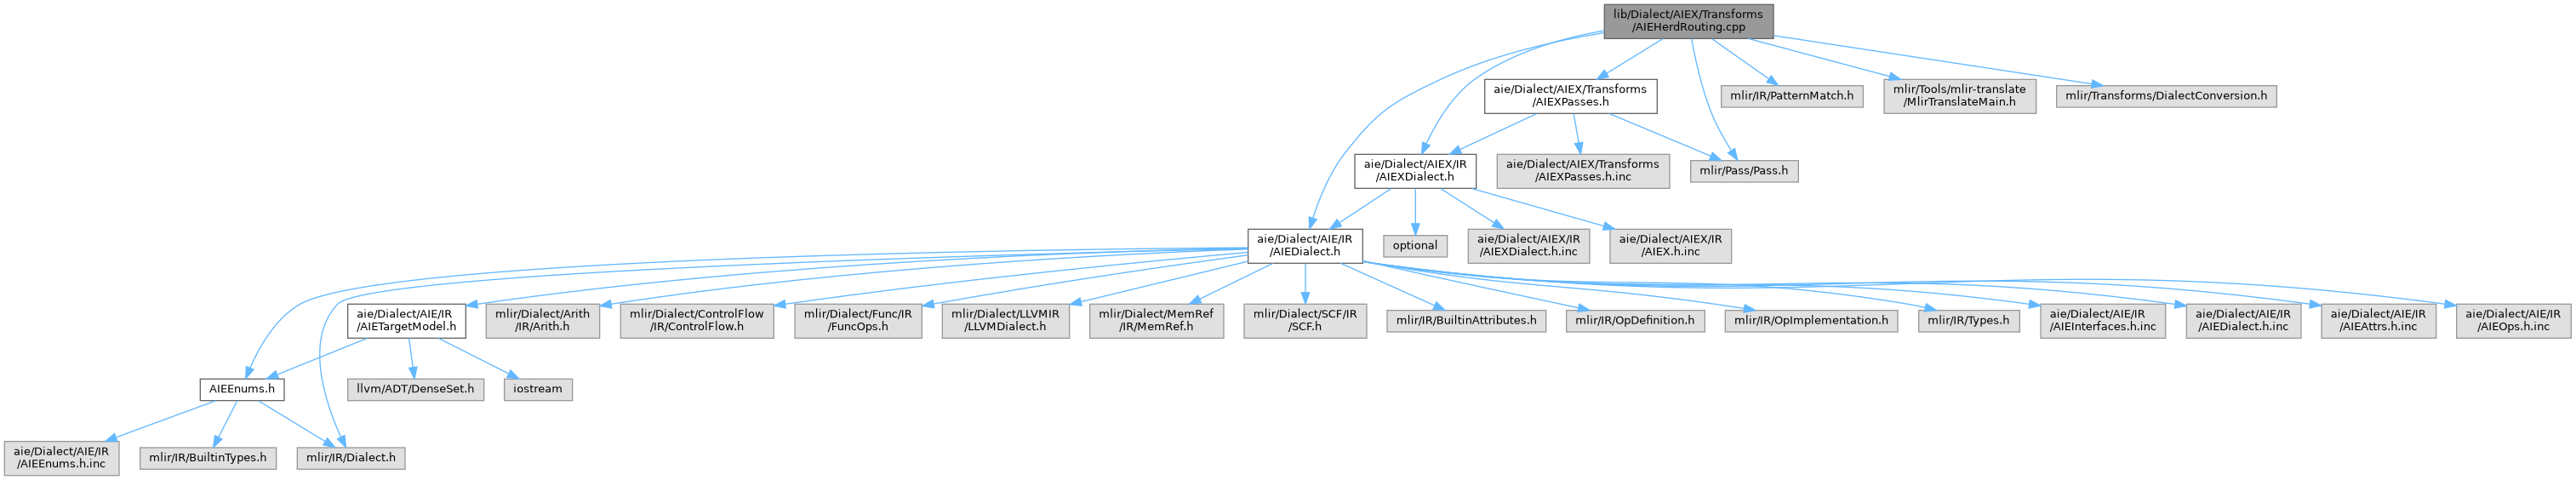 lib/Dialect/AIEX/Transforms
/AIEHerdRouting.cpp
aie/Dialect/AIEX/Transforms
/AIEXPasses.h
mlir/IR/PatternMatch.h
mlir/Tools/mlir-translate
/MlirTranslateMain.h
mlir/Transforms/DialectConversion.h
aie/Dialect/AIEX/IR
/AIEXDialect.h
aie/Dialect/AIEX/Transforms
/AIEXPasses.h.inc
mlir/Pass/Pass.h
aie/Dialect/AIE/IR
/AIEDialect.h
optional
aie/Dialect/AIEX/IR
/AIEXDialect.h.inc
aie/Dialect/AIEX/IR
/AIEX.h.inc
aie/Dialect/AIE/IR
/AIETargetModel.h
mlir/Dialect/Arith
/IR/Arith.h
mlir/Dialect/ControlFlow
/IR/ControlFlow.h
mlir/Dialect/Func/IR
/FuncOps.h
mlir/Dialect/LLVMIR
/LLVMDialect.h
mlir/Dialect/MemRef
/IR/MemRef.h
mlir/Dialect/SCF/IR
/SCF.h
mlir/IR/BuiltinAttributes.h
mlir/IR/OpDefinition.h
mlir/IR/OpImplementation.h
mlir/IR/Types.h
aie/Dialect/AIE/IR
/AIEInterfaces.h.inc
aie/Dialect/AIE/IR
/AIEDialect.h.inc
aie/Dialect/AIE/IR
/AIEAttrs.h.inc
aie/Dialect/AIE/IR
/AIEOps.h.inc
AIEEnums.h
llvm/ADT/DenseSet.h
iostream
aie/Dialect/AIE/IR
/AIEEnums.h.inc
mlir/IR/BuiltinTypes.h
mlir/IR/Dialect.h